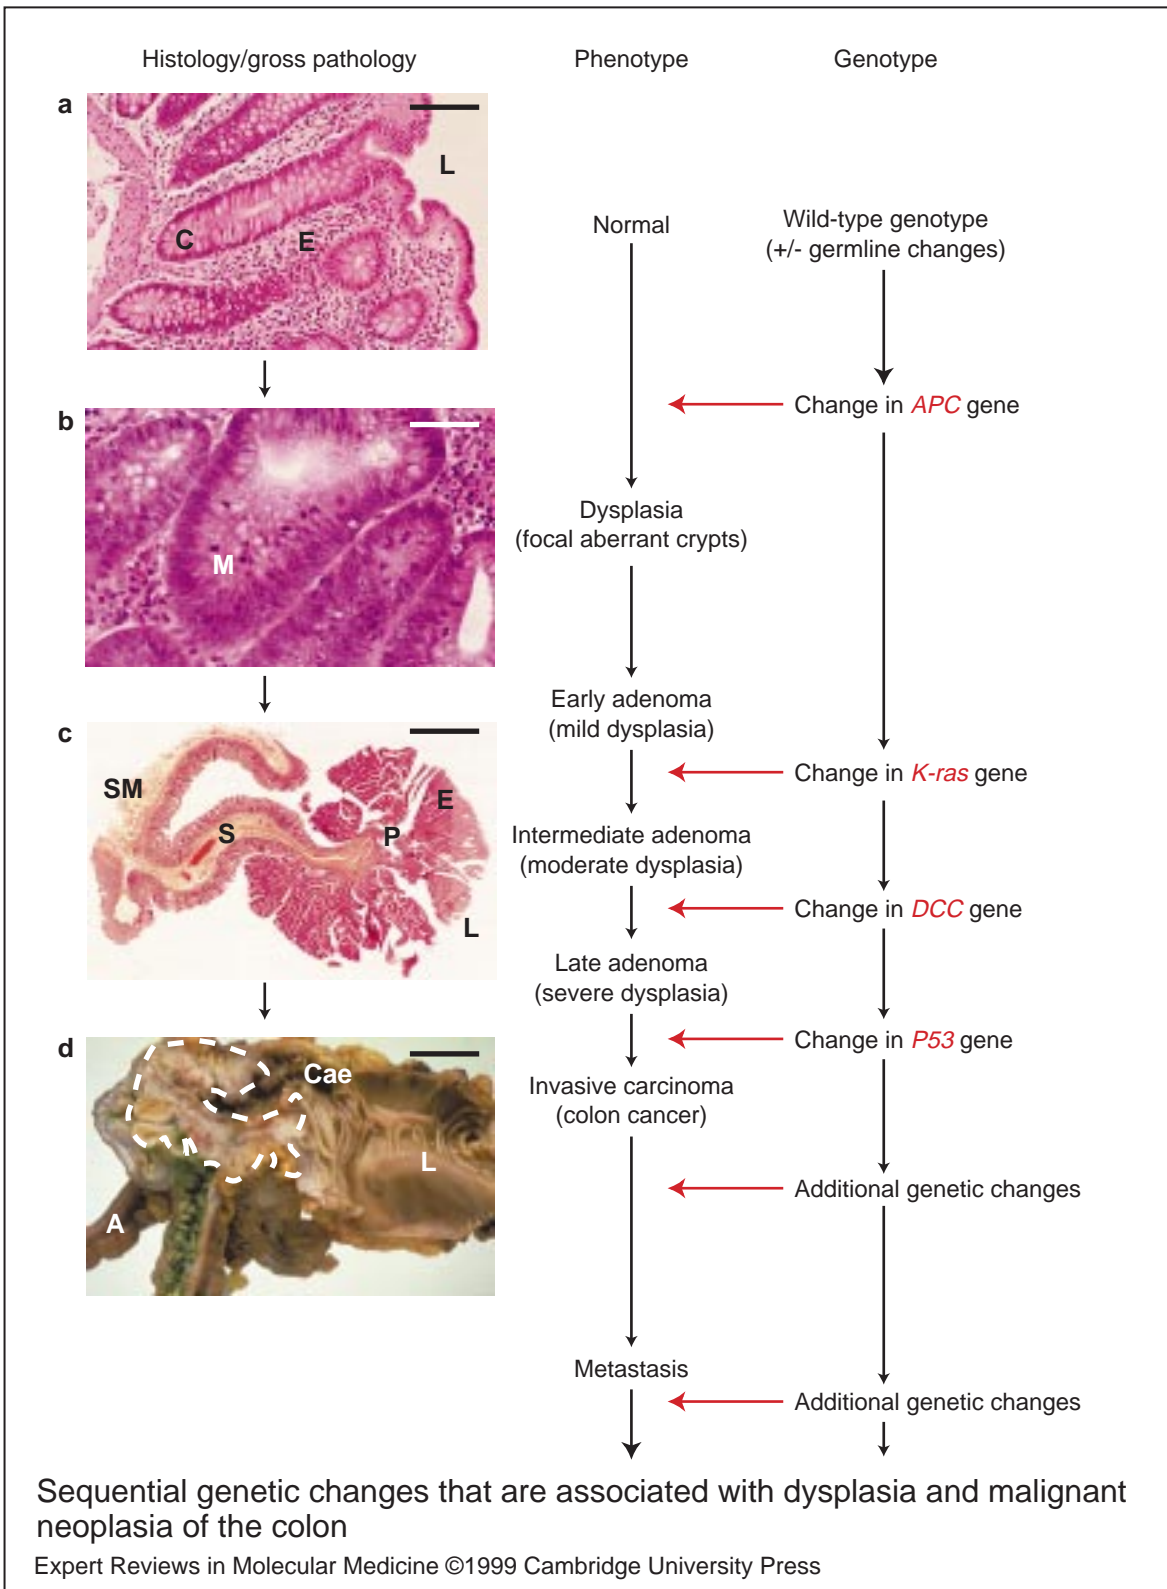 Histology/gross pathology
Phenotype
Genotype
a
L
C
E
Normal
Wild-type genotype
(+/- germline changes)
Change in APC gene
b
M
Dysplasia
(focal aberrant crypts)
Early adenoma
(mild dysplasia)
c
SM
S
E
P
L
Change in K-ras gene
Intermediate adenoma
(moderate dysplasia)
Change in DCC gene
Late adenoma
(severe dysplasia)
d
Cae
L
A
Change in P53 gene
Invasive carcinoma
(colon cancer)
Additional genetic changes
Metastasis
Additional genetic changes
Sequential genetic changes that are associated with dysplasia and malignant
neoplasia of the colon
Expert Reviews in Molecular Medicine ©1999 Cambridge University Press